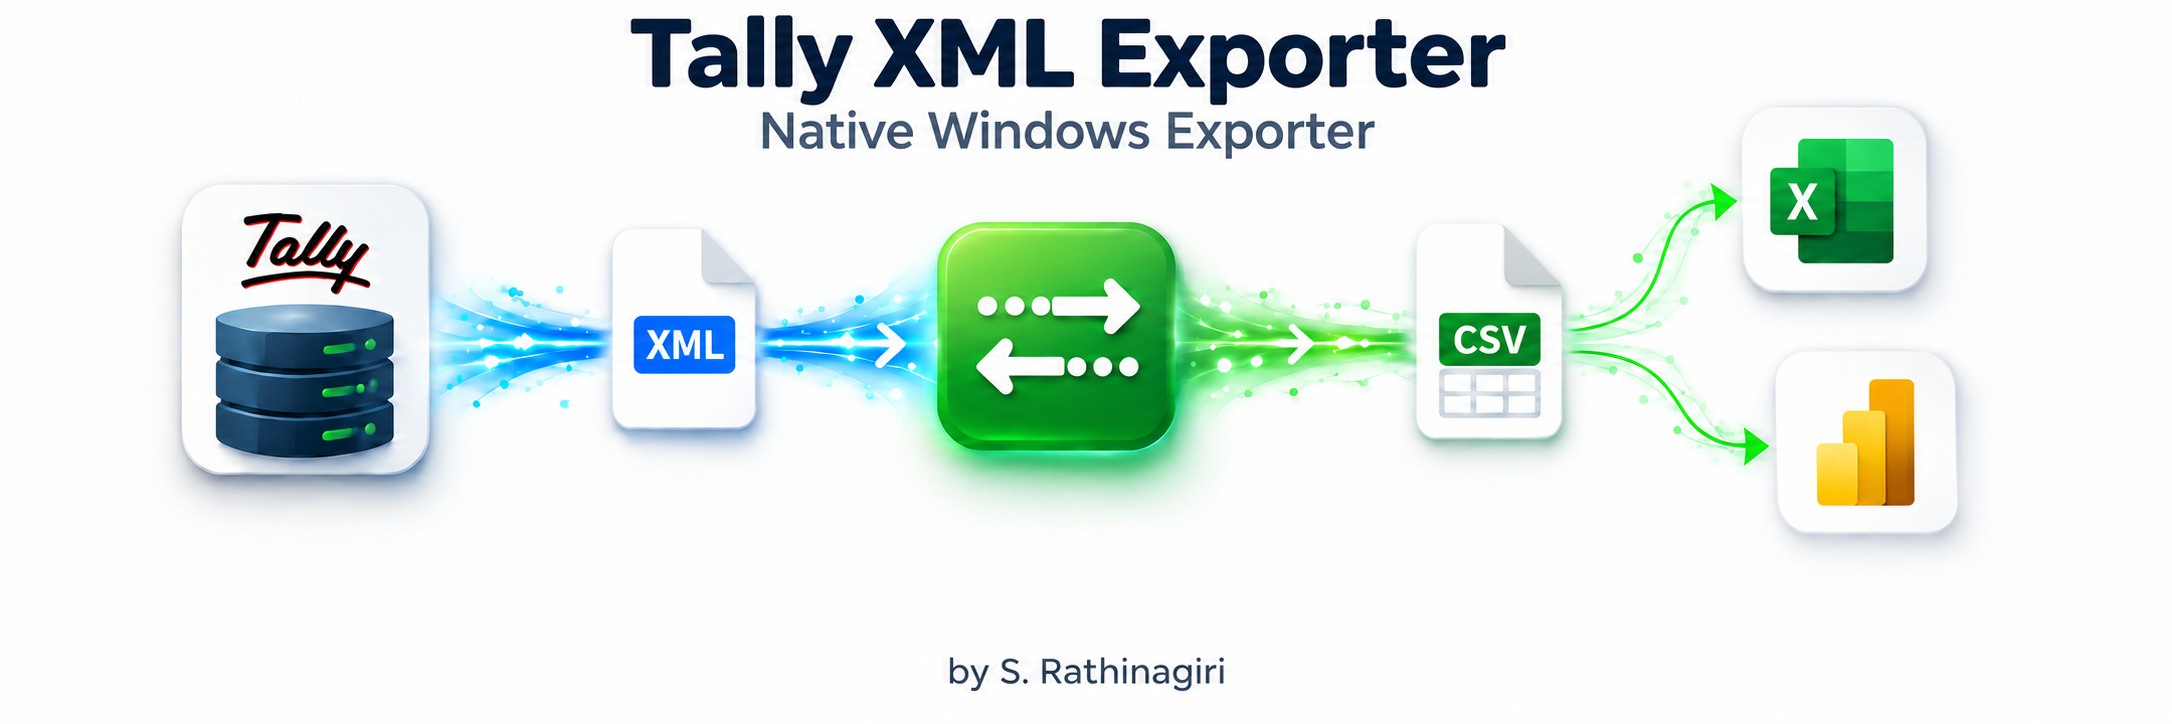 Tally XML Exporter
Native Windows Exporter
Tally
XML
CSV
X
by S. Rathinagiri